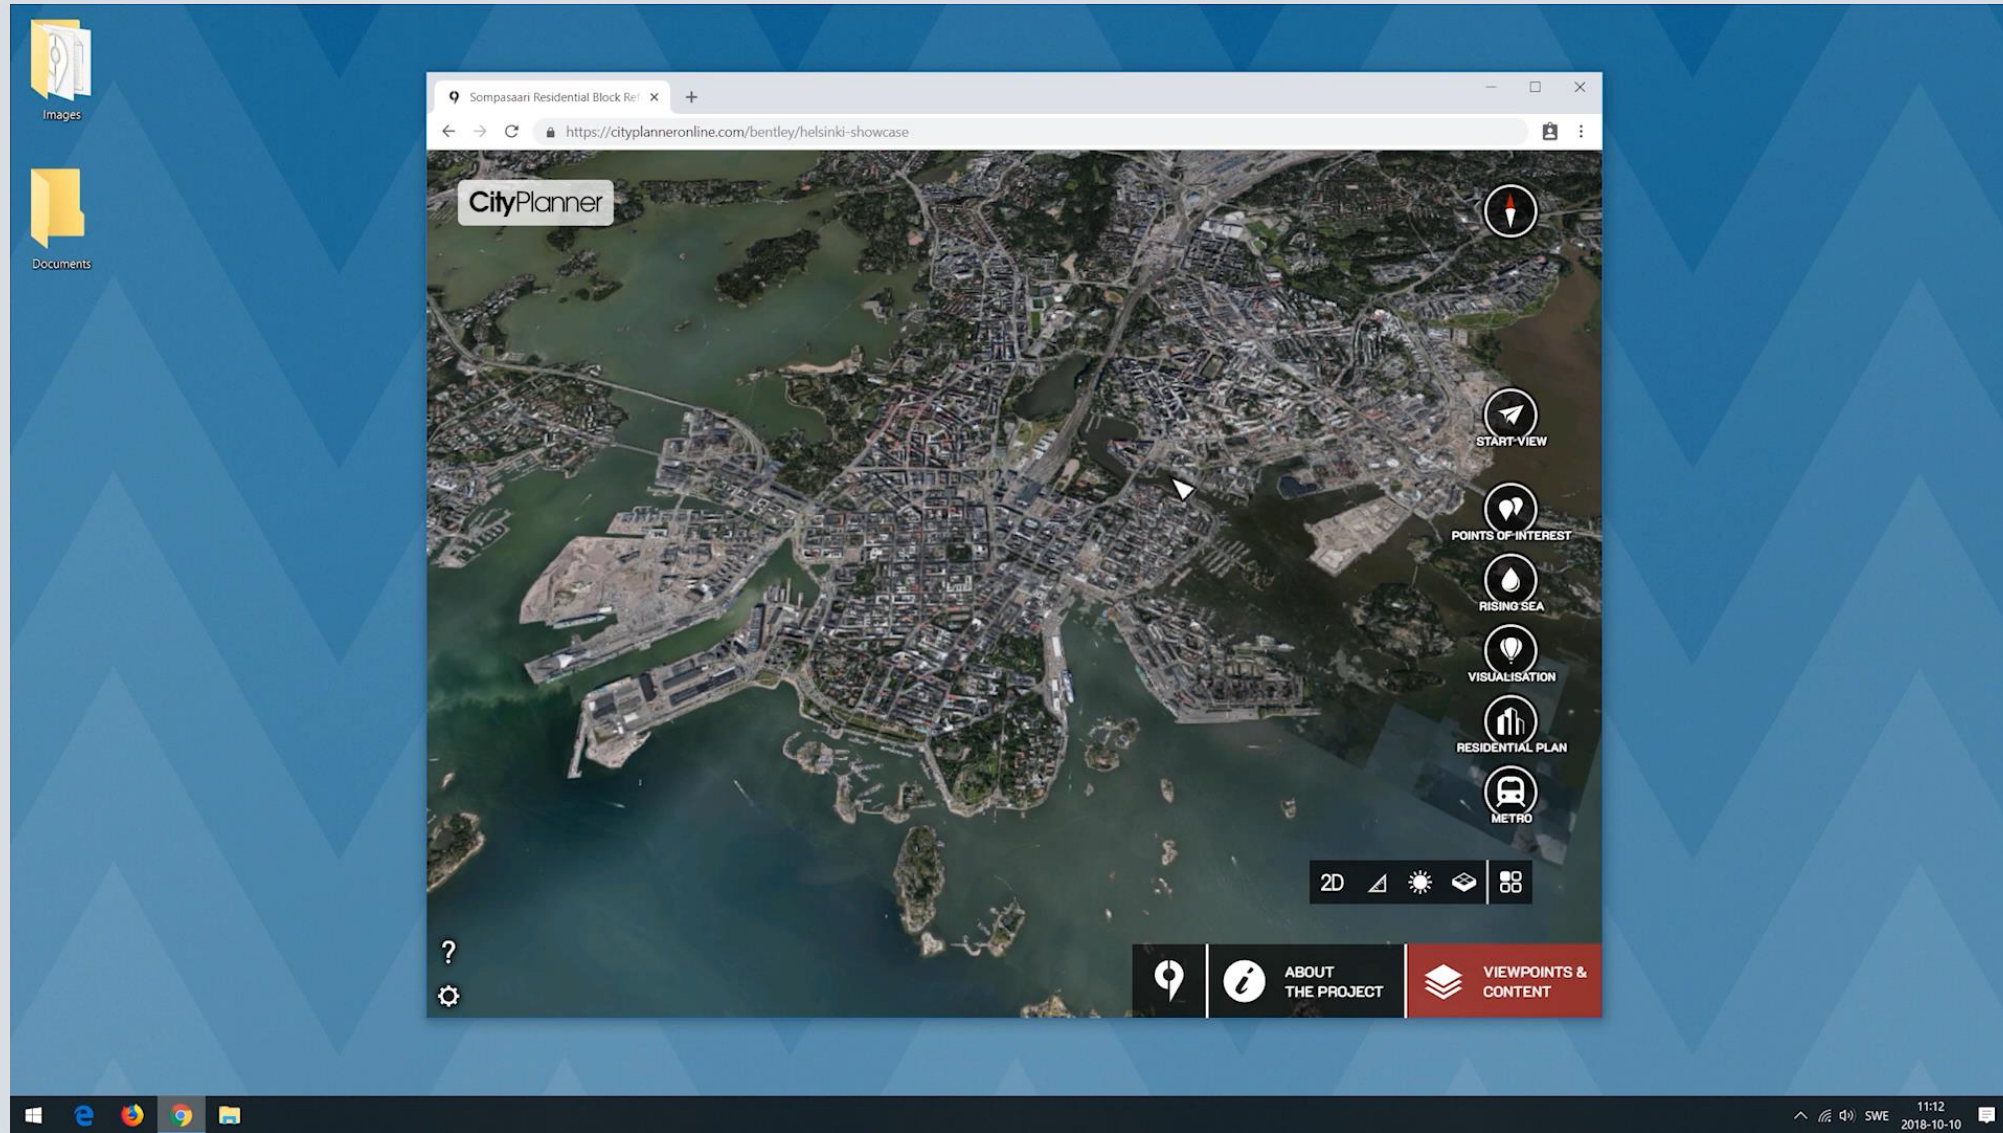 Images
Documents
Sompasaari Residential Block Ref
https://cityplanneronline.com/bentley/helsinki-showcase
CityPlanner
START VIEW
POINTS OF INTEREST
RISING SEA
VISUALISATION
RESIDENTIAL PLAN
METRO
2D
?
i
ABOUT
THE PROJECT
VIEWPOINTS &
CONTENT
SWE
11:12
2018-10-10